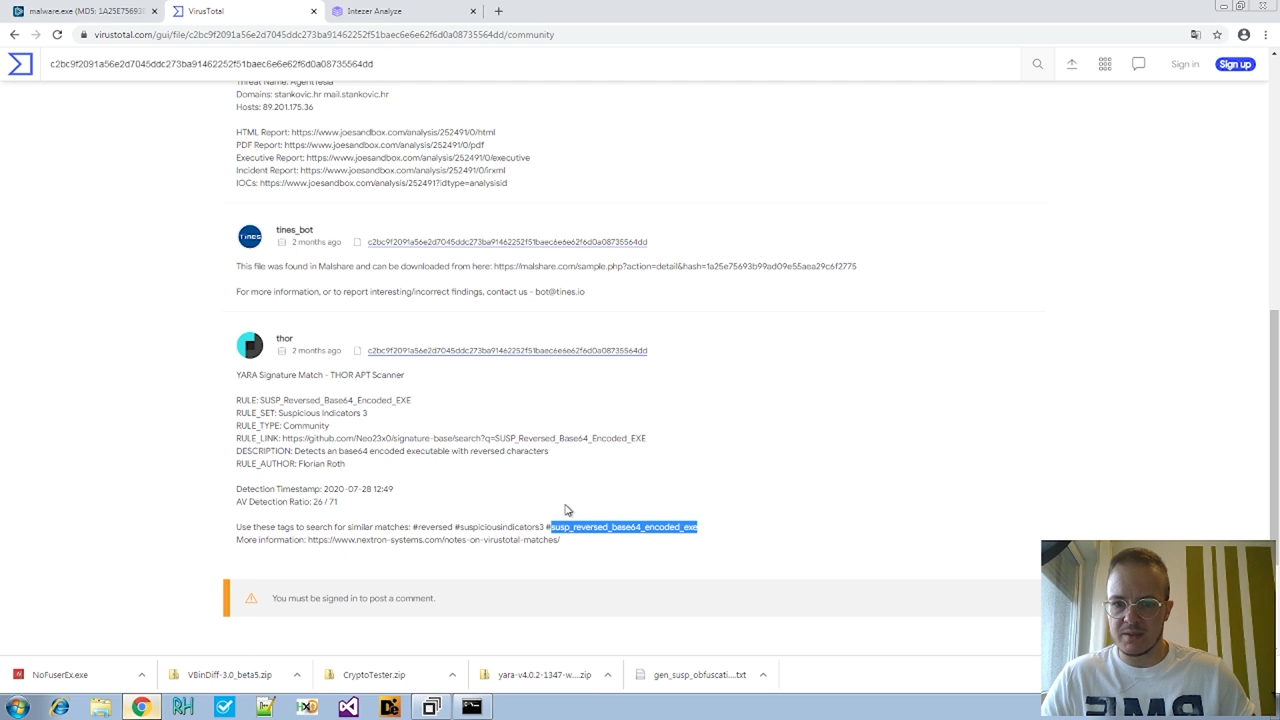 malware.exe (MD5: 1A25E75693
VirusTotal
Intezer Analyze
virustotal.com/gui/file/c2bc9f2091a56e2d7045ddc273ba91462252f51baec6e6e62f6d0a08735564dd/community
c2bc9f2091a56e2d7045ddc273ba91462252f51baec6e6e62f6d0a08735564dd
Sign in
Sign up
Threat Name: AgentTesla
Domains: stankovic.hr mail.stankovic.hr
Hosts: 89.201.175.36
HTML Report: https://www.joesandbox.com/analysis/252491/0/html
PDF Report: https://www.joesandbox.com/analysis/252491/0/pdf
Executive Report: https://www.joesandbox.com/analysis/252491/0/executive
Incident Report: https://www.joesandbox.com/analysis/252491/0/irxml
IOCs: https://www.joesandbox.com/analysis/252491?idtype=analysisid
TINES
tines_bot
2 months ago
c2bc9f2091a56e2d7045ddc273ba91462252f51baec6e6e62f6d0a08735564dd
This file was found in Malshare and can be downloaded from here: https://malshare.com/sample.php?action=detail&hash=1a25e75693b99ad09e55aea29c6f2775
For more information, or to report interesting/incorrect findings, contact us - bot@tines.io
thor
2 months ago
c2bc9f2091a56e2d7045ddc273ba91462252f51baec6e6e62f6d0a08735564dd
YARA Signature Match - THOR APT Scanner
RULE: SUSP_Reversed_Base64_Encoded_EXE
RULE_SET: Suspicious Indicators 3
RULE_TYPE: Community
RULE_LINK: https://github.com/Neo23x0/signature-base/search?q=SUSP_Reversed_Base64_Encoded_EXE
DESCRIPTION: Detects an base64 encoded executable with reversed characters
RULE_AUTHOR: Florian Roth
Detection Timestamp: 2020-07-28 12:49
AV Detection Ratio: 26 / 71
Use these tags to search for similar matches: #reversed #suspiciousindicators3 #susp_reversed_base64_encoded_exe
More information: https://www.nextron-systems.com/notes-on-virustotal-matches/
You must be signed in to post a comment.
NoFuserEx.exe
VBinDiff-3.0_beta5.zip
CryptoTester.zip
yara-v4.0.2-1347-w....zip
gen_susp_obfuscati....txt